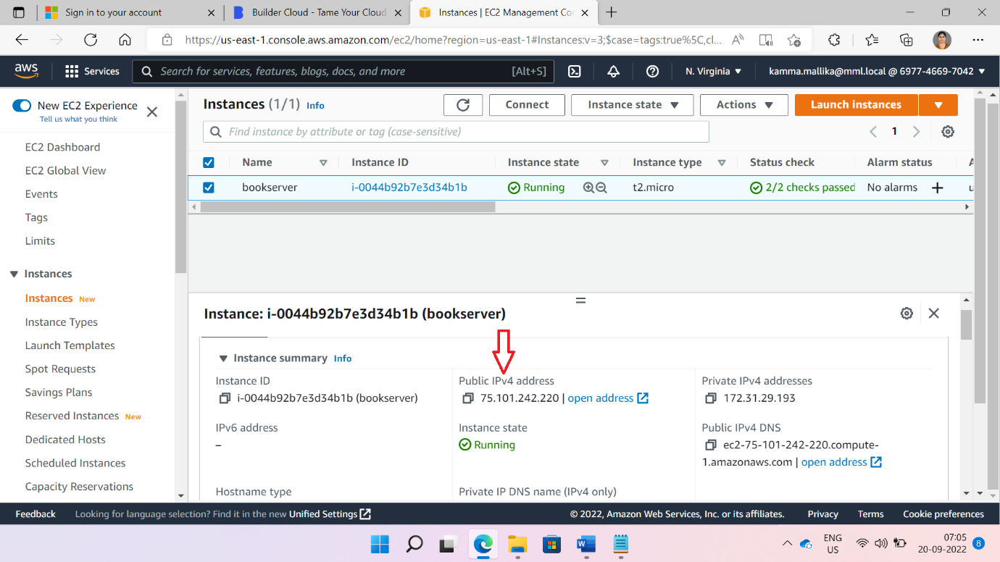 Sign in to your account
Builder Cloud - Tame Your Cloud
Instances | EC2 Management Co
https://us-east-1.console.aws.amazon.com/ec2/home?region=us-east-1#Instances:v=3;$case=tags:true%5C,cl...
aws
Services
Search for services, features, blogs, docs, and more
[Alt+S]
N. Virginia
kamma.mallika@mml.local @ 6977-4669-7042
New EC2 Experience
Tell us what you think
EC2 Dashboard
EC2 Global View
Events
Tags
Limits
Instances
Instances New
Instance Types
Launch Templates
Spot Requests
Savings Plans
Reserved Instances New
Dedicated Hosts
Scheduled Instances
Capacity Reservations
Instances (1/1) Info
Connect
Instance state
Actions
Launch instances
Find instance by attribute or tag (case-sensitive)
1
Name Instance ID Instance state Instance type Status check Alarm status
bookserver i-0044b92b7e3d34b1b Running t2.micro 2/2 checks passed No alarms +
Instance: i-0044b92b7e3d34b1b (bookserver)
Instance summary Info
Instance ID
i-0044b92b7e3d34b1b (bookserver)
Public IPv4 address
75.101.242.220 | open address
Private IPv4 addresses
172.31.29.193
IPv6 address
–
Instance state
Running
Public IPv4 DNS
ec2-75-101-242-220.compute-
1.amazonaws.com | open address
Hostname type
Private IP DNS name (IPv4 only)
Feedback
Looking for language selection? Find it in the new Unified Settings
© 2022, Amazon Web Services, Inc. or its affiliates.
Privacy
Terms
Cookie preferences
ENG
US
07:05
20-09-2022
8